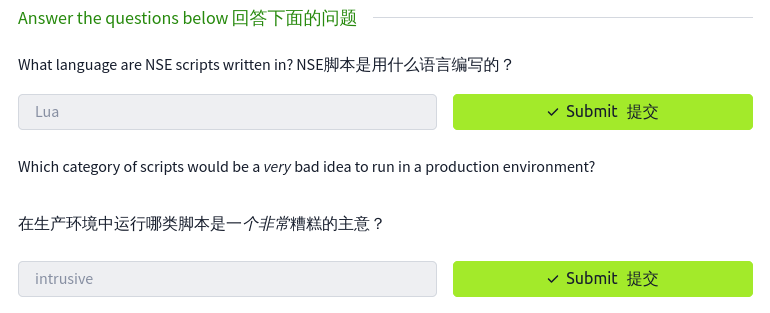 Answer the questions below 回答下面的问题
What language are NSE scripts written in? NSE脚本是用什么语言编写的？
Lua
Submit 提交
Which category of scripts would be a very bad idea to run in a production environment?
在生产环境中运行哪类脚本是一个非常糟糕的主意？
intrusive
Submit 提交